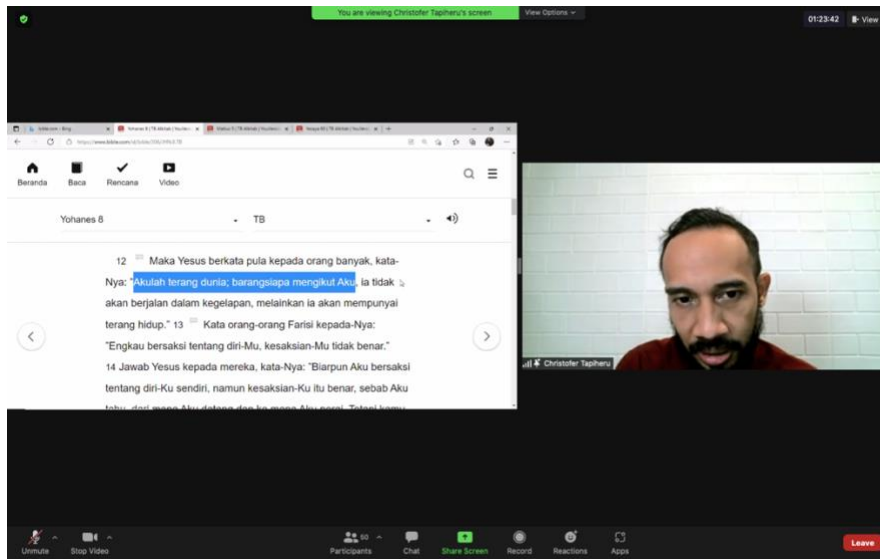 You are viewing Christofer Tapiheru's screen
View Options
01:23:42
View
Beranda
Baca
Rencana
Video
Yohanes 8
TB
12 Maka Yesus berkata pula kepada orang banyak, kata-
Nya: "Akulah terang dunia; barangsiapa mengikut Aku, ia tidak
akan berjalan dalam kegelapan, melainkan ia akan mempunyai
terang hidup." 13 Kata orang-orang Farisi kepada-Nya:
"Engkau bersaksi tentang diri-Mu, kesaksian-Mu tidak benar."
14 Jawab Yesus kepada mereka, kata-Nya: "Biarpun Aku bersaksi
tentang diri-Ku sendiri, namun kesaksian-Ku itu benar, sebab Aku
Christofer Tapiheru
Unmute
Stop Video
Participants
50
Chat
Share Screen
Record
Reactions
Apps
Leave